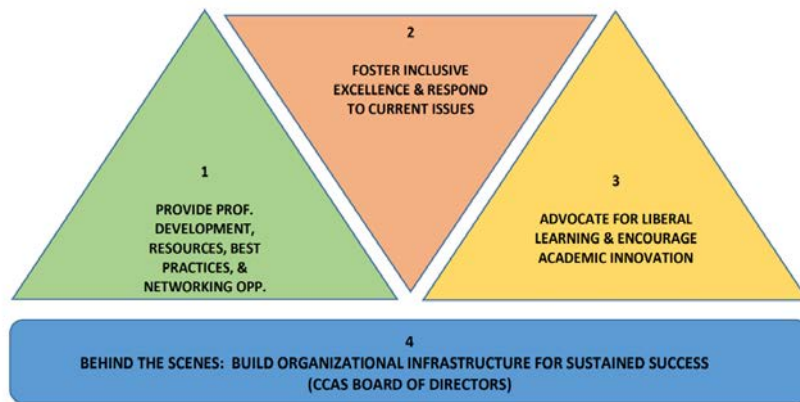 1
PROVIDE PROF.
DEVELOPMENT,
RESOURCES, BEST
PRACTICES, &
NETWORKING OPP.
2
FOSTER INCLUSIVE
EXCELLENCE & RESPOND
TO CURRENT ISSUES
3
ADVOCATE FOR LIBERAL
LEARNING & ENCOURAGE
ACADEMIC INNOVATION
4
BEHIND THE SCENES: BUILD ORGANIZATIONAL INFRASTRUCTURE FOR SUSTAINED SUCCESS
(CCAS BOARD OF DIRECTORS)